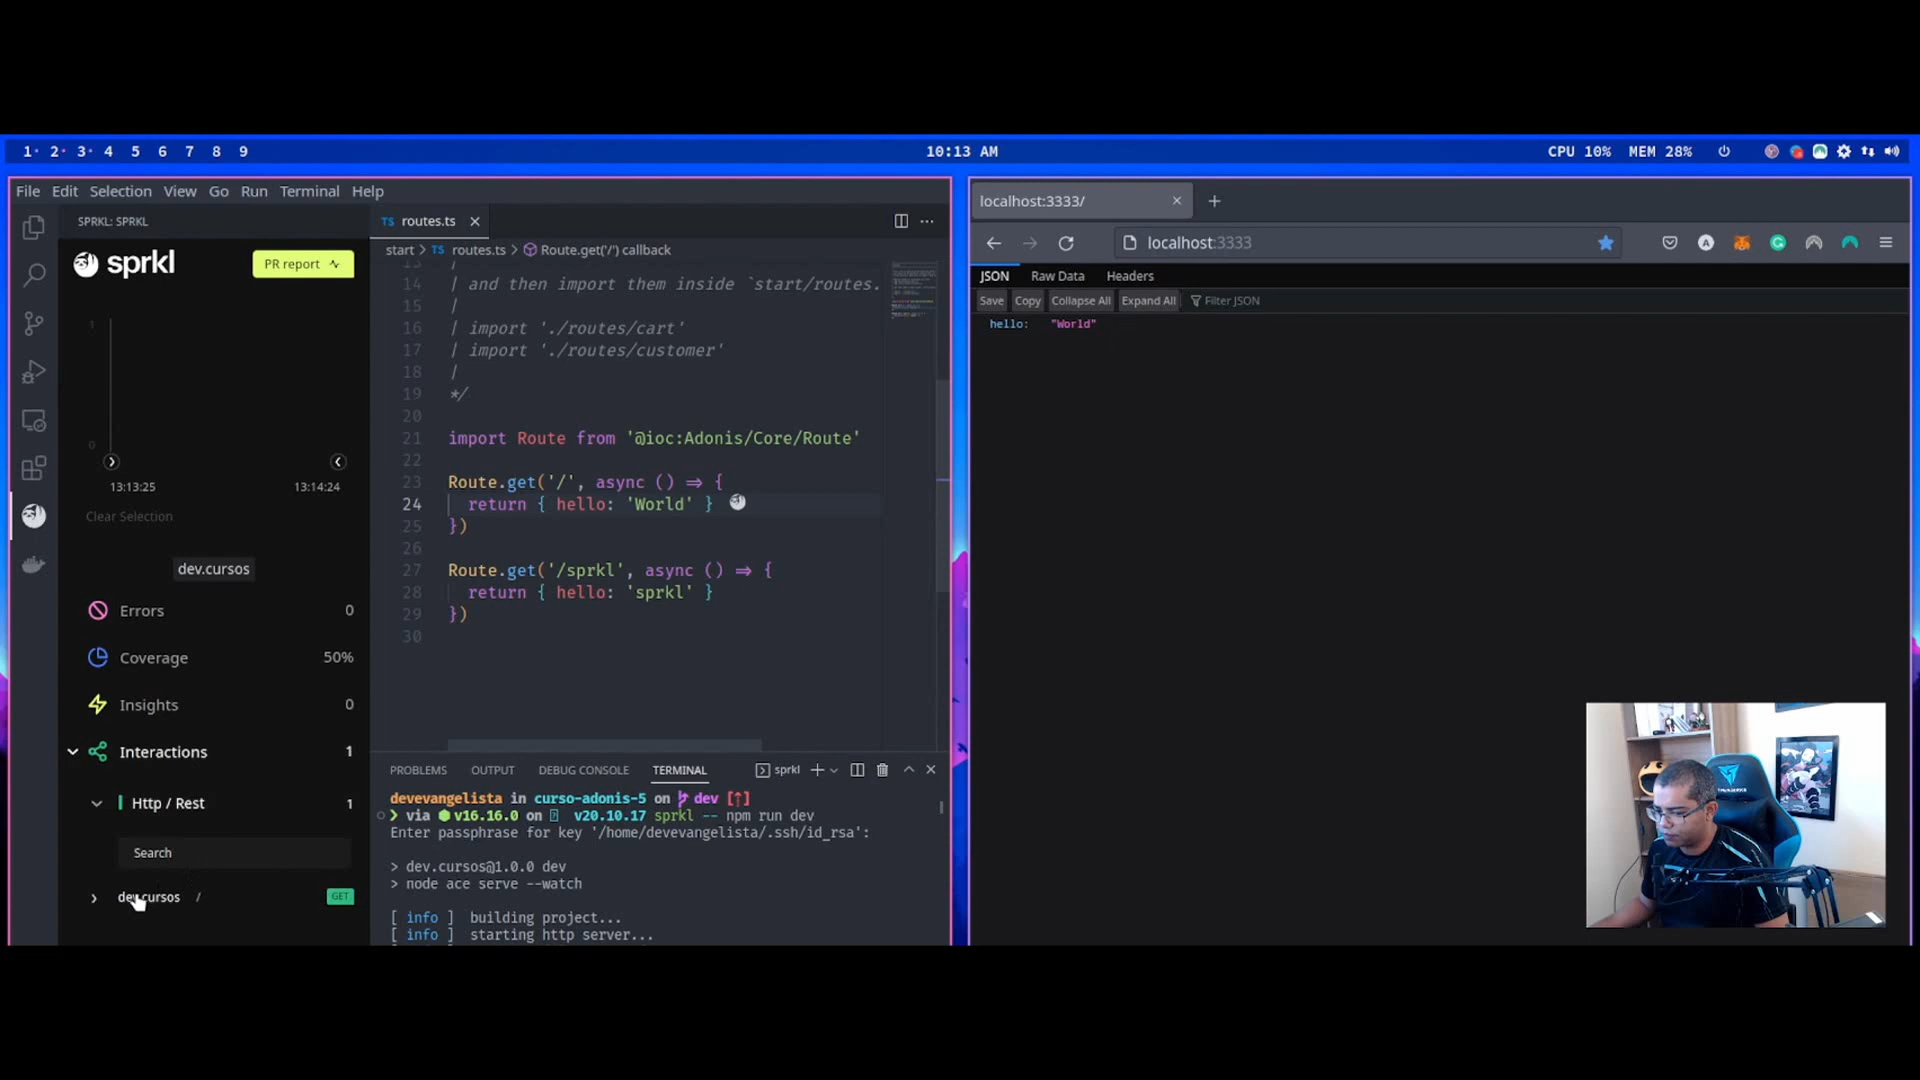 1 2 3 4 5 6 7 8 9
10:13 AM
CPU 10% MEM 28%
File Edit Selection View Go Run Terminal Help
SPRKL: SPRKL
sprkl
PR report
1
0
13:13:25 13:14:24
Clear Selection
dev.cursos
Errors 0
Coverage 50%
Insights 0
Interactions 1
Http / Rest 1
Search
dev.cursos / GET
TS routes.ts
start > TS routes.ts > Route.get('/') callback
13 |
14 | and then import them inside `start/routes.
15 |
16 | import './routes/cart'
17 | import './routes/customer'
18 |
19 */
20
21 import Route from '@ioc:Adonis/Core/Route'
22
23 Route.get('/', async () => {
24 return { hello: 'World' }
25 })
26
27 Route.get('/sprkl', async () => {
28 return { hello: 'sprkl' }
29 })
30
PROBLEMS OUTPUT DEBUG CONSOLE TERMINAL sprkl
devevangelista in curso-adonis-5 on dev [↑]
❯ via v16.16.0 on v20.10.17 sprkl -- npm run dev
Enter passphrase for key '/home/devevangelista/.ssh/id_rsa':
> dev.cursos@1.0.0 dev
> node ace serve --watch
[ info ] building project...
[ info ] starting http server...
localhost:3333/
localhost:3333
JSON Raw Data Headers
Save Copy Collapse All Expand All Filter JSON
hello: "World"